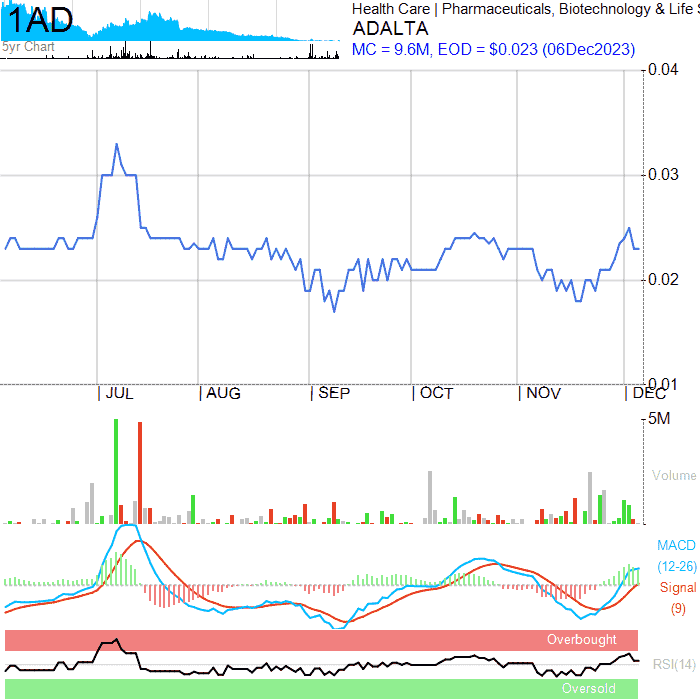 1AD
5yr Chart
Health Care | Pharmaceuticals, Biotechnology & Life
ADALTA
MC = 9.6M, EOD = $0.023 (06Dec2023)
0.04
0.03
0.02
0.01
| JUL | AUG | SEP | OCT | NOV | DEC
5M
Volume
MACD
(12-26)
Signal
(9)
Overbought
RSI(14)
Oversold